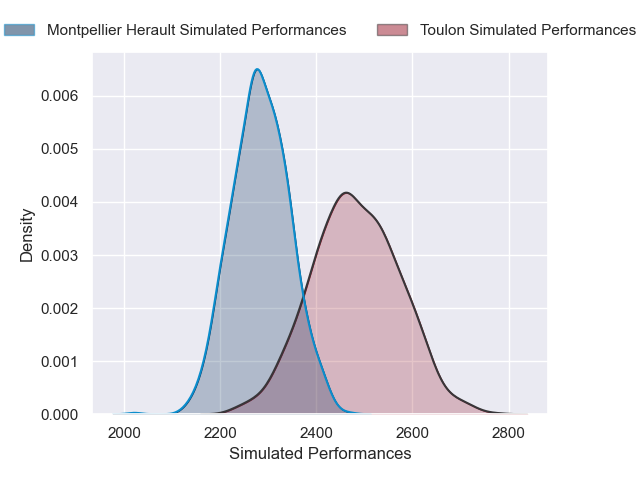 Montpellier Herault Simulated Performances
Toulon Simulated Performances
0.006
0.005
0.004
0.003
0.002
0.001
0.000
Density
2000 2200 2400 2600 2800
Simulated Performances